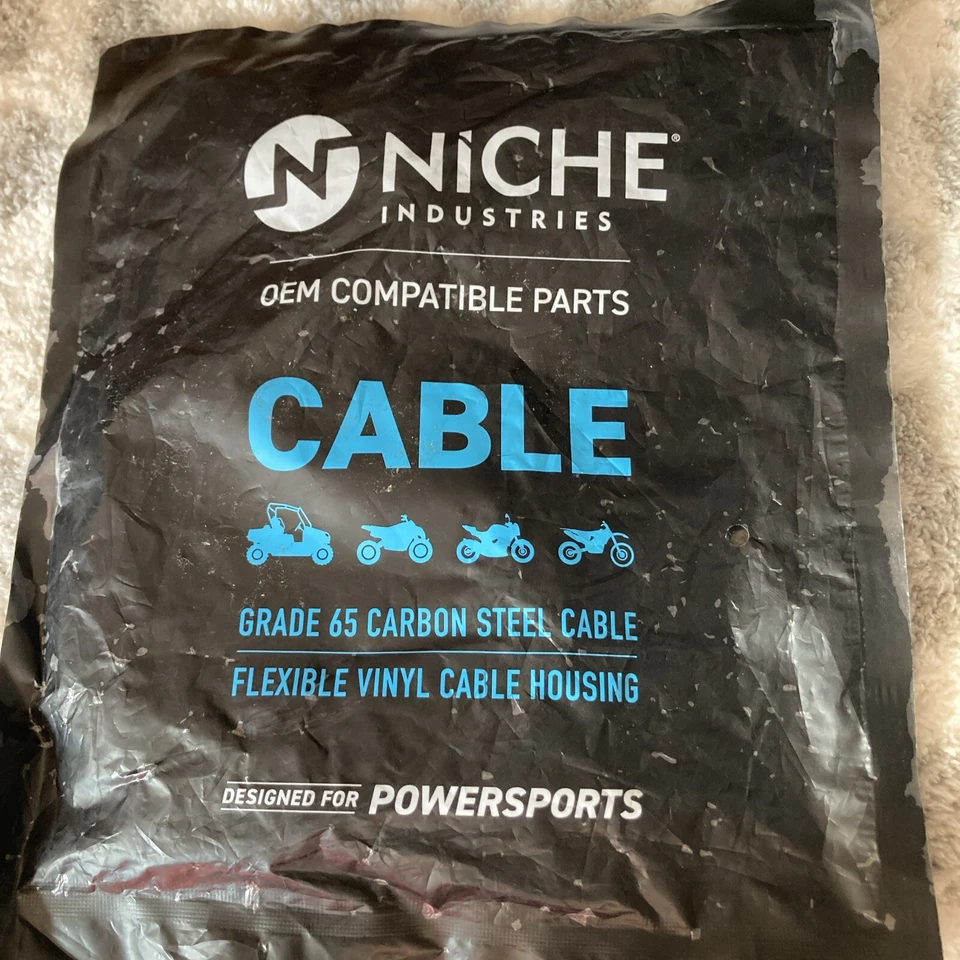 N NiCHE®
INDUSTRIES
OEM COMPATIBLE PARTS
CABLE
GRADE 65 CARBON STEEL CABLE
FLEXIBLE VINYL CABLE HOUSING
DESIGNED FOR POWERSPORTS